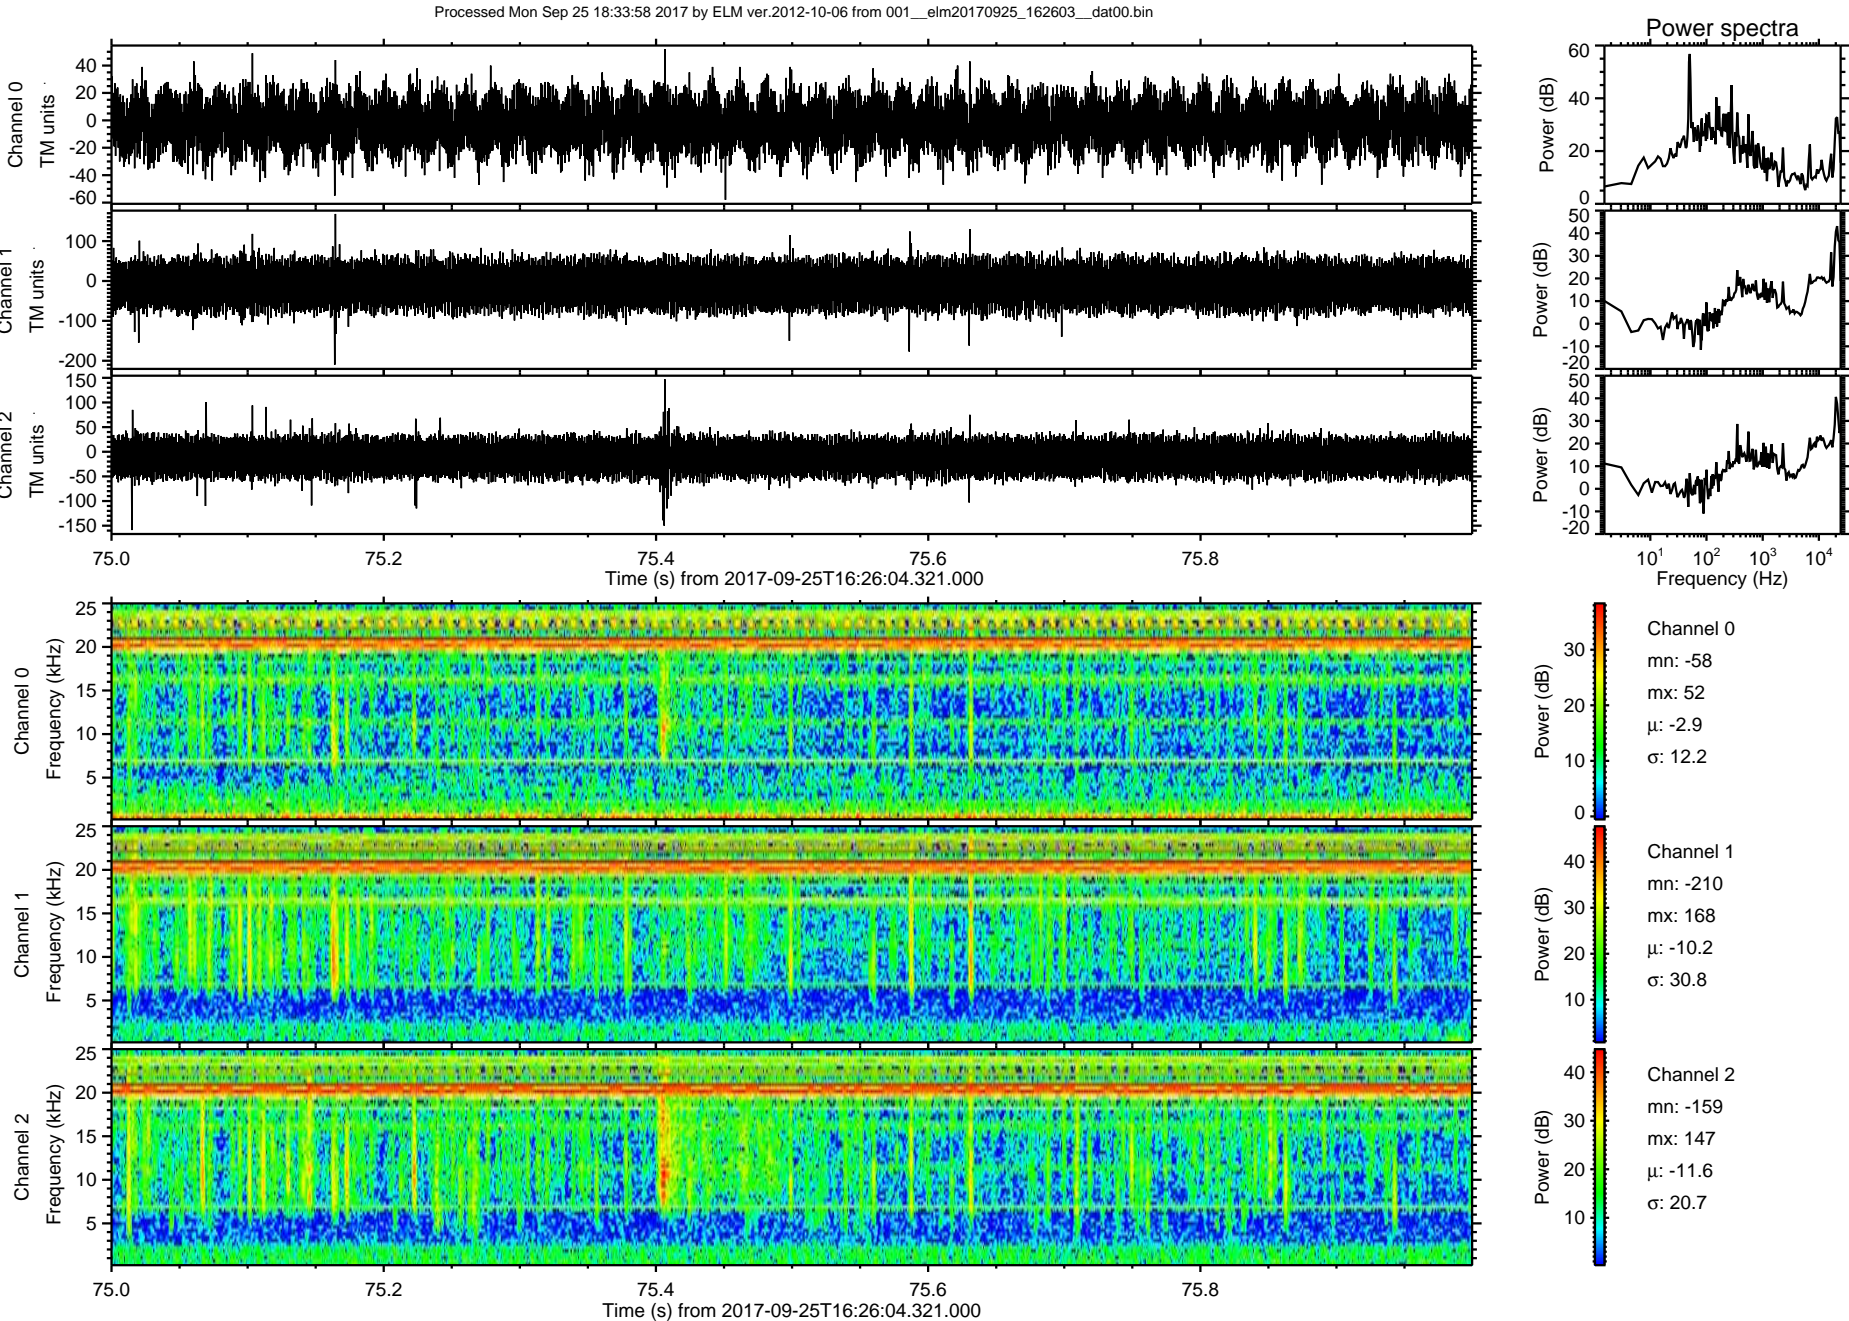 Processed Mon Sep 25 18:33:58 2017 by ELM ver.2012-10-06 from 001__elm20170925_162603__dat00.bin
Power spectra
Channel 0
TM units
40
20
0
-20
-40
-60
Power (dB)
60
40
20
0
Channel 1
TM units
100
0
-100
-200
Power (dB)
50
40
30
20
10
0
-10
-20
Channel 2
TM units
150
100
50
0
-50
-100
-150
Power (dB)
50
40
30
20
10
0
-10
-20
75.0 75.2 75.4 75.6 75.8
Time (s) from 2017-09-25T16:26:04.321.000
10¹ 10² 10³ 10⁴
Frequency (Hz)
Channel 0
Frequency (kHz)
25
20
15
10
5
Power (dB)
30
20
10
0
Channel 0
mn: -58
mx: 52
μ: -2.9
σ: 12.2
Channel 1
Frequency (kHz)
25
20
15
10
5
Power (dB)
40
30
20
10
Channel 1
mn: -210
mx: 168
μ: -10.2
σ: 30.8
Channel 2
Frequency (kHz)
25
20
15
10
5
Power (dB)
40
30
20
10
Channel 2
mn: -159
mx: 147
μ: -11.6
σ: 20.7
75.0 75.2 75.4 75.6 75.8
Time (s) from 2017-09-25T16:26:04.321.000